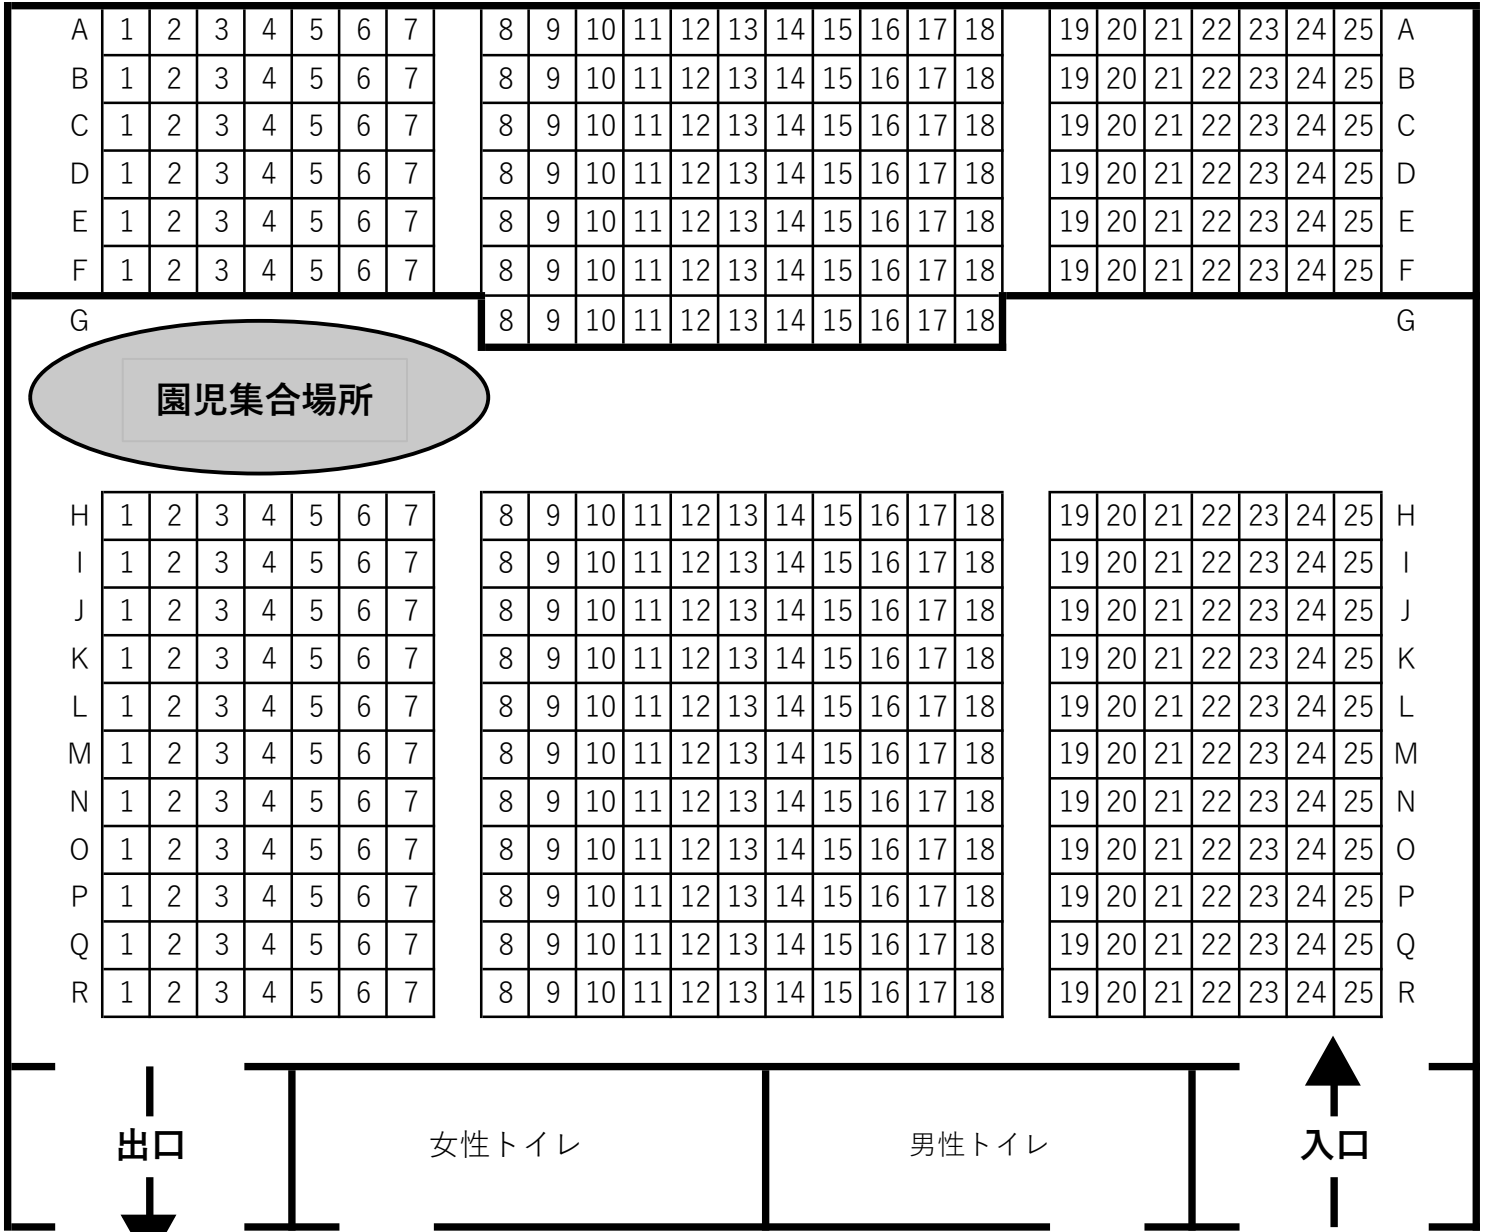 A 1 2 3 4 5 6 7 8 9 10 11 12 13 14 15 16 17 18 19 20 21 22 23 24 25 A
B 1 2 3 4 5 6 7 8 9 10 11 12 13 14 15 16 17 18 19 20 21 22 23 24 25 B
C 1 2 3 4 5 6 7 8 9 10 11 12 13 14 15 16 17 18 19 20 21 22 23 24 25 C
D 1 2 3 4 5 6 7 8 9 10 11 12 13 14 15 16 17 18 19 20 21 22 23 24 25 D
E 1 2 3 4 5 6 7 8 9 10 11 12 13 14 15 16 17 18 19 20 21 22 23 24 25 E
F 1 2 3 4 5 6 7 8 9 10 11 12 13 14 15 16 17 18 19 20 21 22 23 24 25 F
G 8 9 10 11 12 13 14 15 16 17 18 G
園児集合場所
H 1 2 3 4 5 6 7 8 9 10 11 12 13 14 15 16 17 18 19 20 21 22 23 24 25 H
I 1 2 3 4 5 6 7 8 9 10 11 12 13 14 15 16 17 18 19 20 21 22 23 24 25 I
J 1 2 3 4 5 6 7 8 9 10 11 12 13 14 15 16 17 18 19 20 21 22 23 24 25 J
K 1 2 3 4 5 6 7 8 9 10 11 12 13 14 15 16 17 18 19 20 21 22 23 24 25 K
L 1 2 3 4 5 6 7 8 9 10 11 12 13 14 15 16 17 18 19 20 21 22 23 24 25 L
M 1 2 3 4 5 6 7 8 9 10 11 12 13 14 15 16 17 18 19 20 21 22 23 24 25 M
N 1 2 3 4 5 6 7 8 9 10 11 12 13 14 15 16 17 18 19 20 21 22 23 24 25 N
O 1 2 3 4 5 6 7 8 9 10 11 12 13 14 15 16 17 18 19 20 21 22 23 24 25 O
P 1 2 3 4 5 6 7 8 9 10 11 12 13 14 15 16 17 18 19 20 21 22 23 24 25 P
Q 1 2 3 4 5 6 7 8 9 10 11 12 13 14 15 16 17 18 19 20 21 22 23 24 25 Q
R 1 2 3 4 5 6 7 8 9 10 11 12 13 14 15 16 17 18 19 20 21 22 23 24 25 R
出口 女性トイレ 男性トイレ 入口